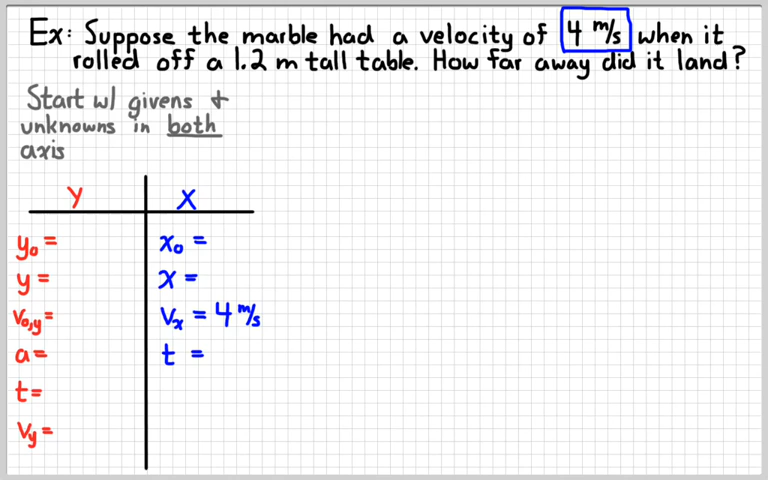 Ex: Suppose the marble had a velocity of 4 m/s when it
rolled off a 1.2 m tall table. How far away did it land?
Start w/ givens +
unknowns in both
axis
Y X
y₀ = x₀ =
y = x =
v₀,y = vₓ = 4 m/s
a = t =
t =
Vy =